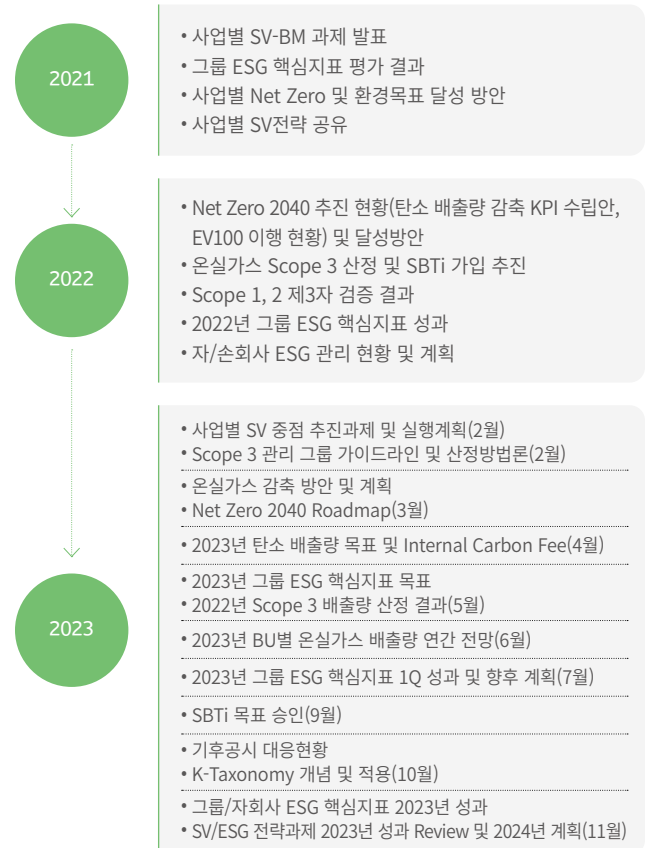 2021
• 사업별 SV-BM 과제 발표
• 그룹 ESG 핵심지표 평가 결과
• 사업별 Net Zero 및 환경목표 달성 방안
• 사업별 SV전략 공유
2022
• Net Zero 2040 추진 현황(탄소 배출량 감축 KPI 수립안,
EV100 이행 현황) 및 달성방안
• 온실가스 Scope 3 산정 및 SBTi 가입 추진
• Scope 1, 2 제3자 검증 결과
• 2022년 그룹 ESG 핵심지표 성과
• 자/손회사 ESG 관리 현황 및 계획
2023
• 사업별 SV 중점 추진과제 및 실행계획(2월)
• Scope 3 관리 그룹 가이드라인 및 산정방법론(2월)
• 온실가스 감축 방안 및 계획
• Net Zero 2040 Roadmap(3월)
• 2023년 탄소 배출량 목표 및 Internal Carbon Fee(4월)
• 2023년 그룹 ESG 핵심지표 목표
• 2022년 Scope 3 배출량 산정 결과(5월)
• 2023년 BU별 온실가스 배출량 연간 전망(6월)
• 2023년 그룹 ESG 핵심지표 1Q 성과 및 향후 계획(7월)
• SBTi 목표 승인(9월)
• 기후공시 대응현황
• K-Taxonomy 개념 및 적용(10월)
• 그룹/자회사 ESG 핵심지표 2023년 성과
• SV/ESG 전략과제 2023년 성과 Review 및 2024년 계획(11월)